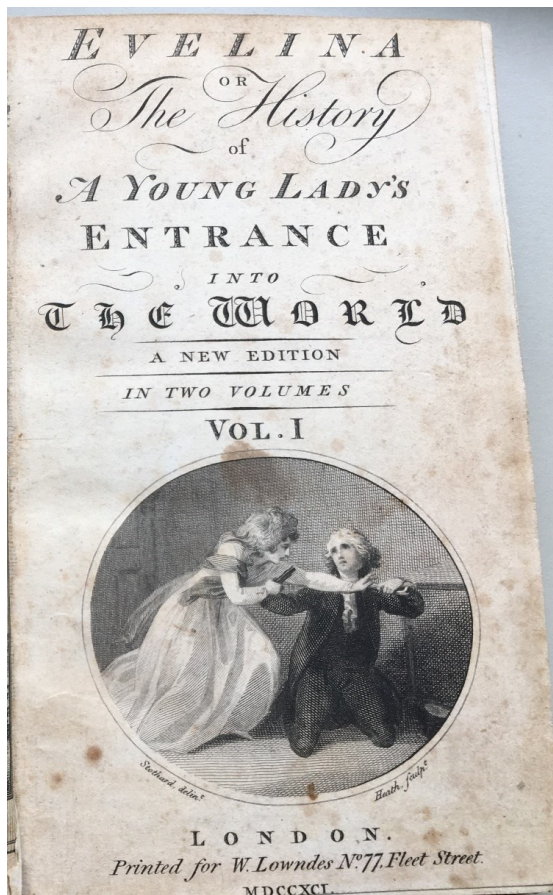 EVELINA
OR
The History
of
A YOUNG LADY'S
ENTRANCE
INTO
THE WORLD
A NEW EDITION
IN TWO VOLUMES
VOL. I
Stothard delin.t
Heath sculp.t
LONDON.
Printed for W. Lowndes No. 77, Fleet Street.
MDCCXCI.